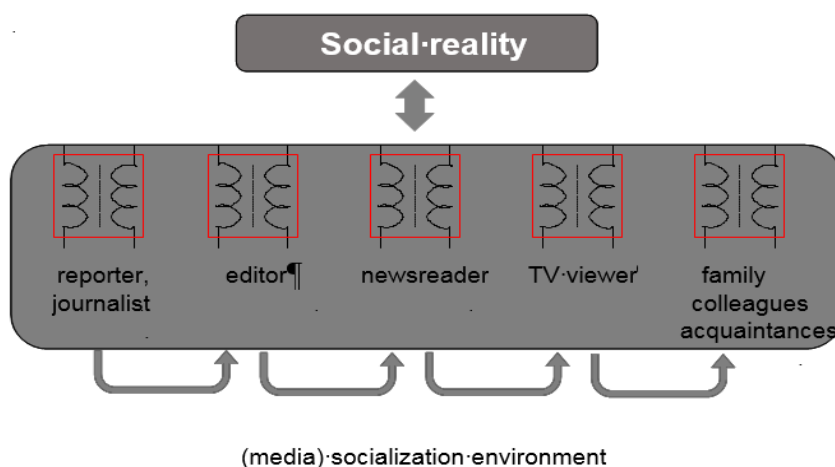 Social·reality
reporter,
journalist
editor¶
newsreader
TV·viewer
family
colleagues
acquaintances
(media)·socialization·environment